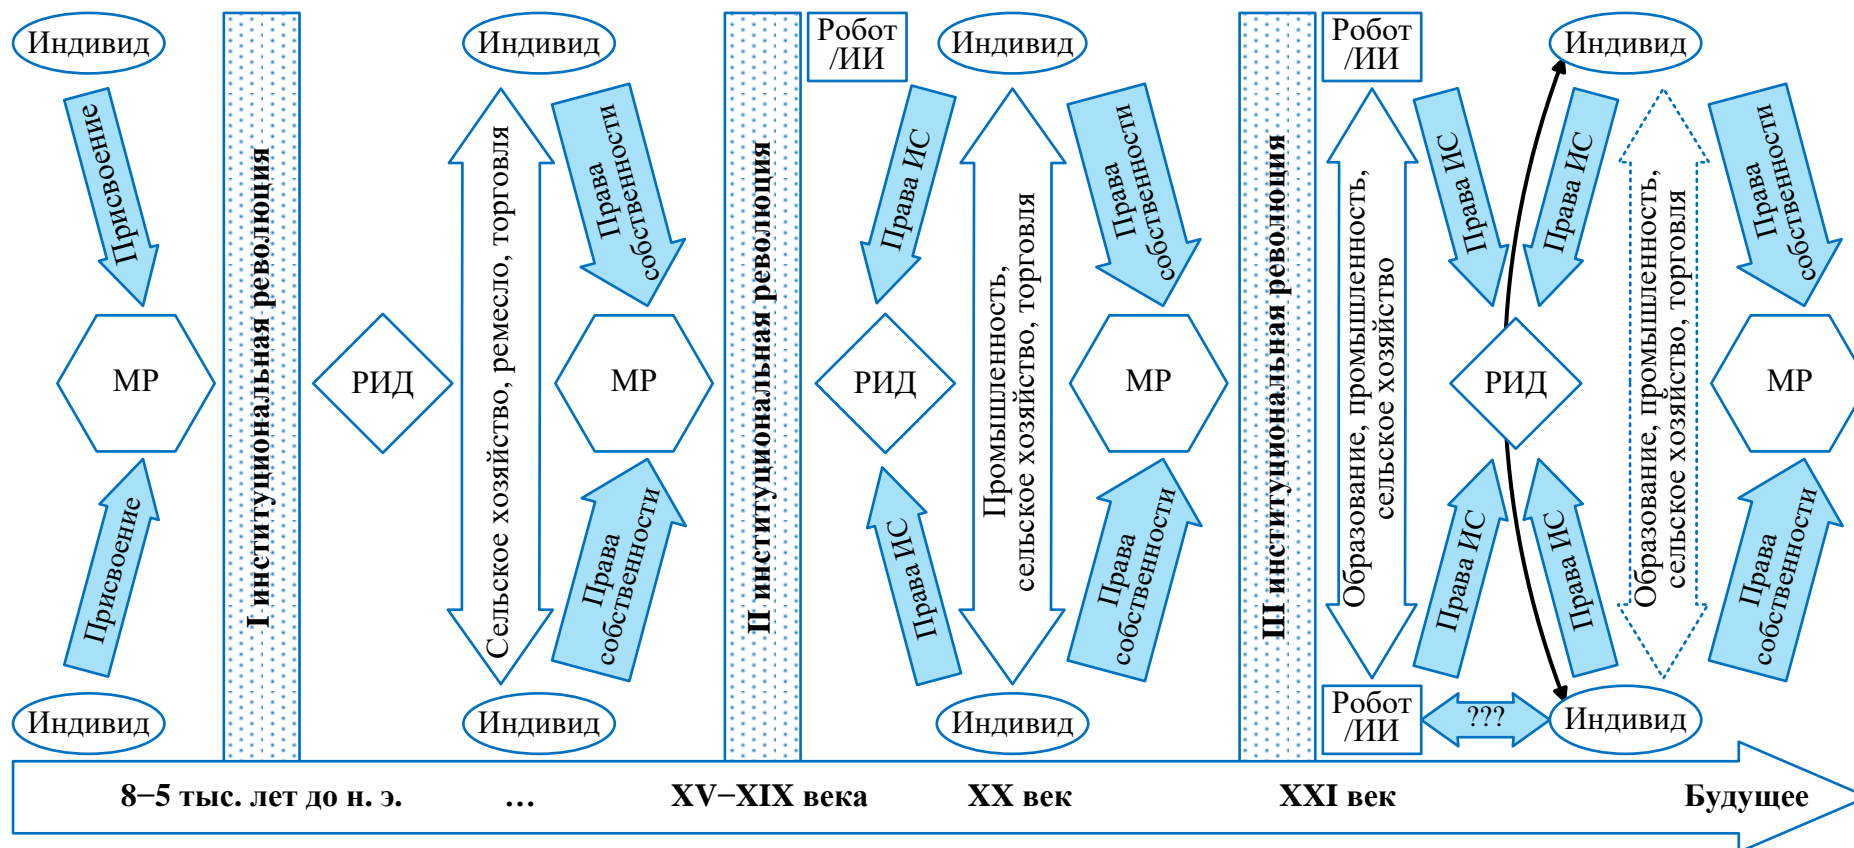 Индивид
Присвоение
МР
Присвоение
Индивид
I институциональная революция
РИД
Индивид
Сельское хозяйство, ремесло, торговля
Права
собственности
МР
Права
собственности
Индивид
II институциональная революция
Робот
/ИИ
Права ИС
РИД
Права ИС
Индивид
Промышленность,
сельское хозяйство, торговля
Индивид
Права
собственности
МР
Права
собственности
III институциональная революция
Робот
/ИИ
Образование, промышленность,
сельское хозяйство
Робот
/ИИ
Права ИС
Права ИС
РИД
Права ИС
Права ИС
???
Индивид
Индивид
Образование, промышленность,
сельское хозяйство, торговля
Права
собственности
МР
Права
собственности
8–5 тыс. лет до н. э.
...
XV–XIX века
XX век
XXI век
Будущее